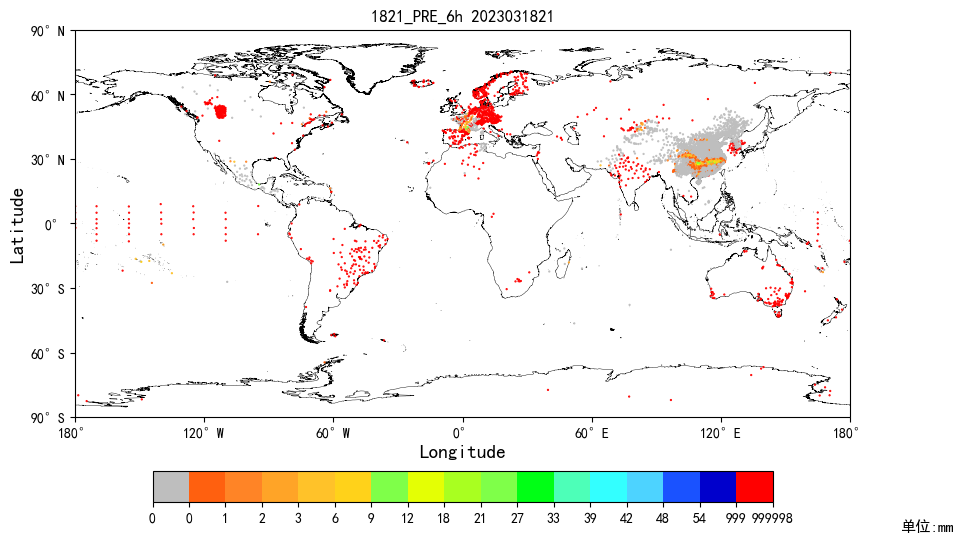 1821_PRE_6h 2023031821
90° N
60° N
30° N
0°
30° S
60° S
90° S
Latitude
180° 120° W 60° W 0° 60° E 120° E 180°
Longitude
0 0 1 2 3 6 9 12 18 21 27 33 39 42 48 54 999 999998
单位:mm